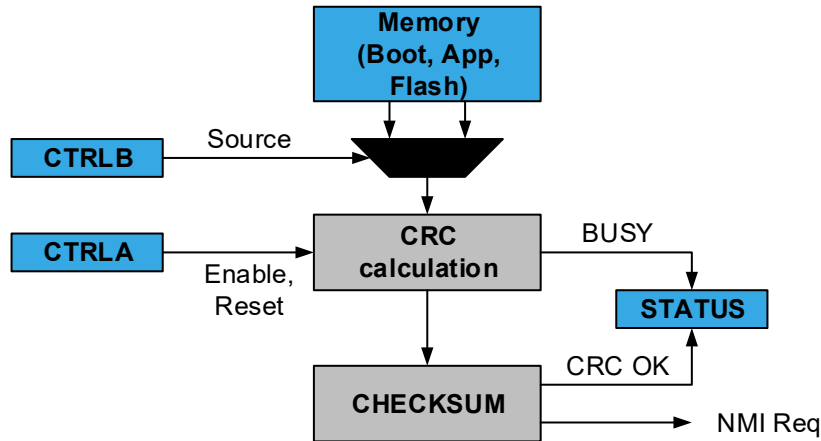 Memory
(Boot, App,
Flash)
CTRLB
Source
CTRLA
Enable,
Reset
CRC
calculation
BUSY
STATUS
CHECKSUM
CRC OK
NMI Req